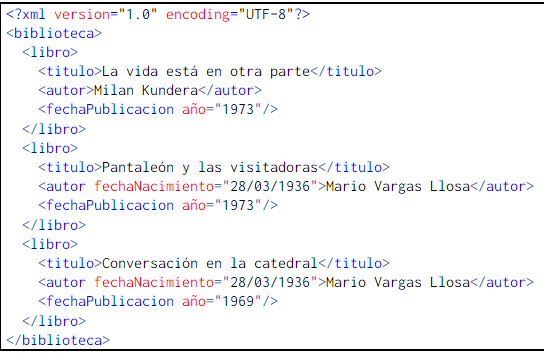 <?xml version="1.0" encoding="UTF-8"?>
<biblioteca>
  <libro>
    <titulo>La vida está en otra parte</titulo>
    <autor>Milan Kundera</autor>
    <fechaPublicacion año="1973"/>
  </libro>
  <libro>
    <titulo>Pantaleón y las visitadoras</titulo>
    <autor fechaNacimiento="28/03/1936">Mario Vargas Llosa</autor>
    <fechaPublicacion año="1973"/>
  </libro>
  <libro>
    <titulo>Conversación en la catedral</titulo>
    <autor fechaNacimiento="28/03/1936">Mario Vargas Llosa</autor>
    <fechaPublicacion año="1969"/>
  </libro>
</biblioteca>